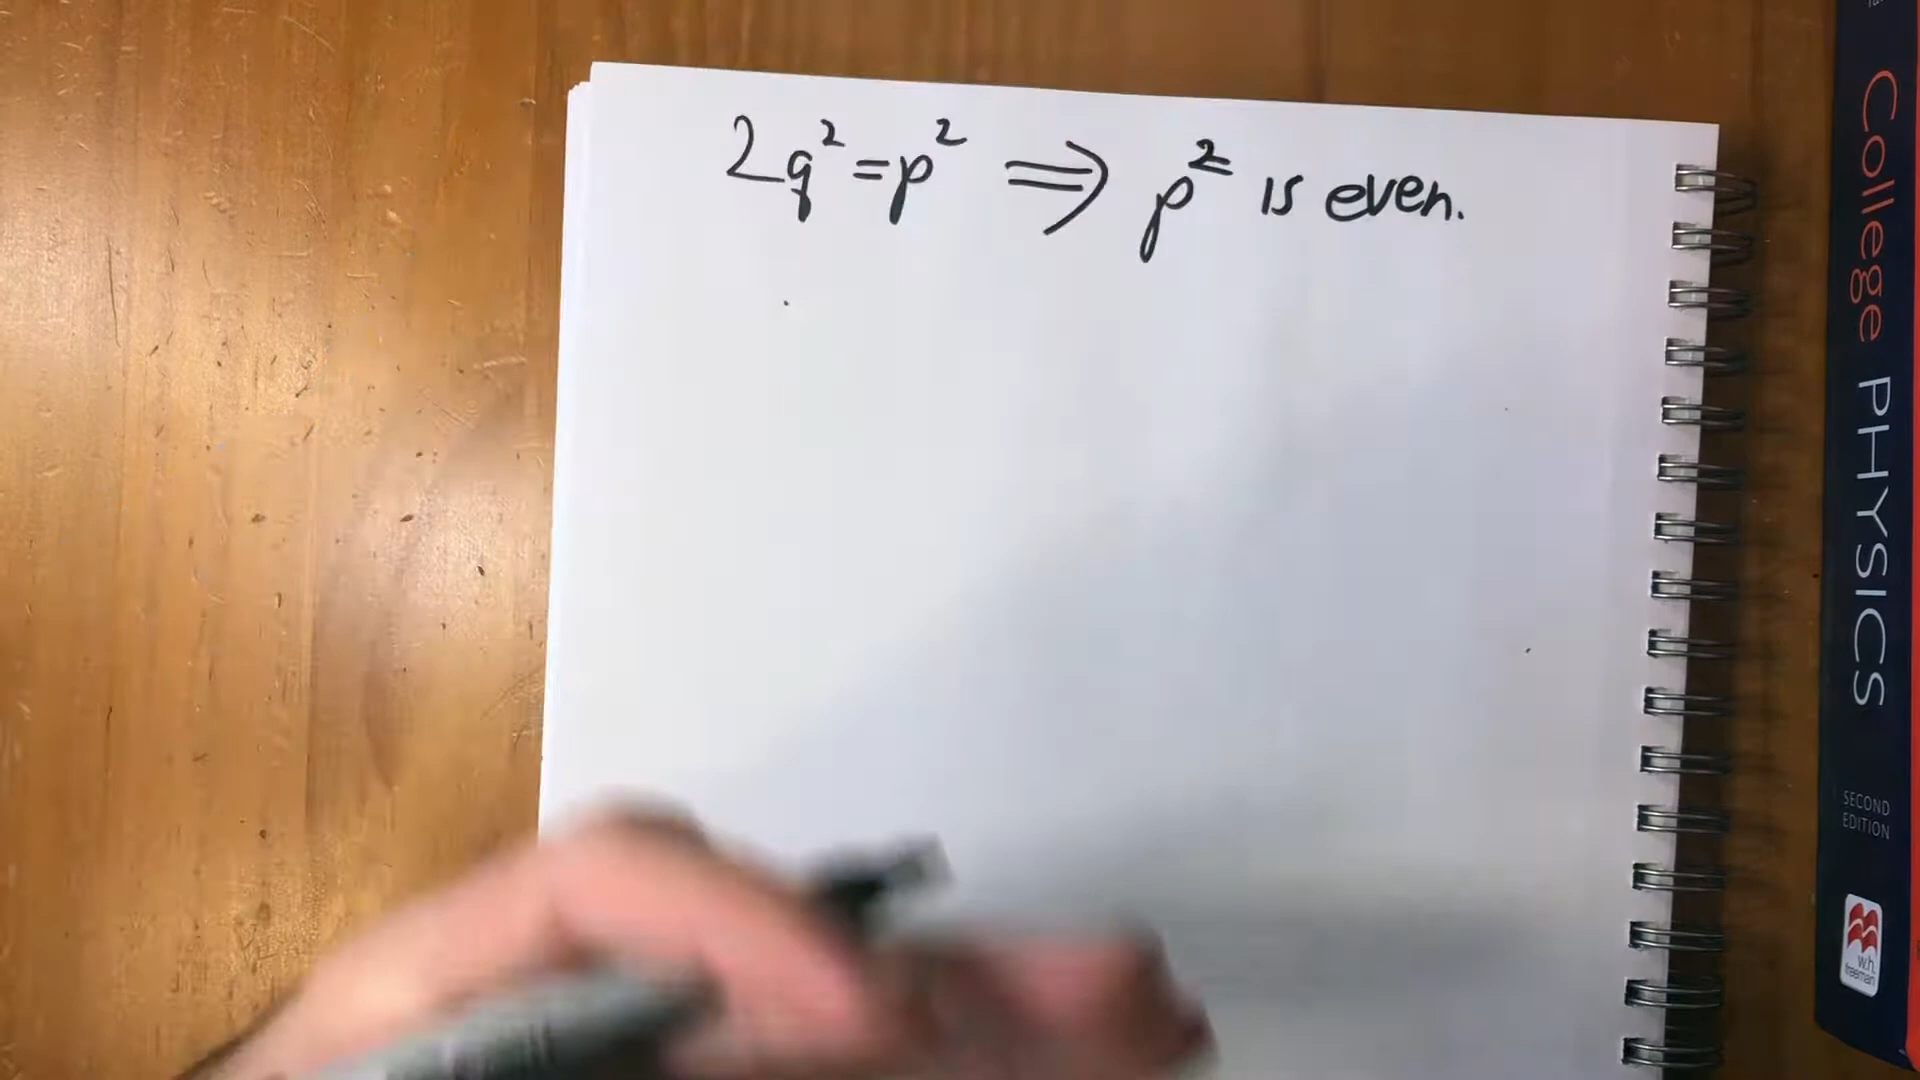 2q² = p² ⟹ p² is even.
College PHYSICS
SECOND
EDITION
w.h.
freeman